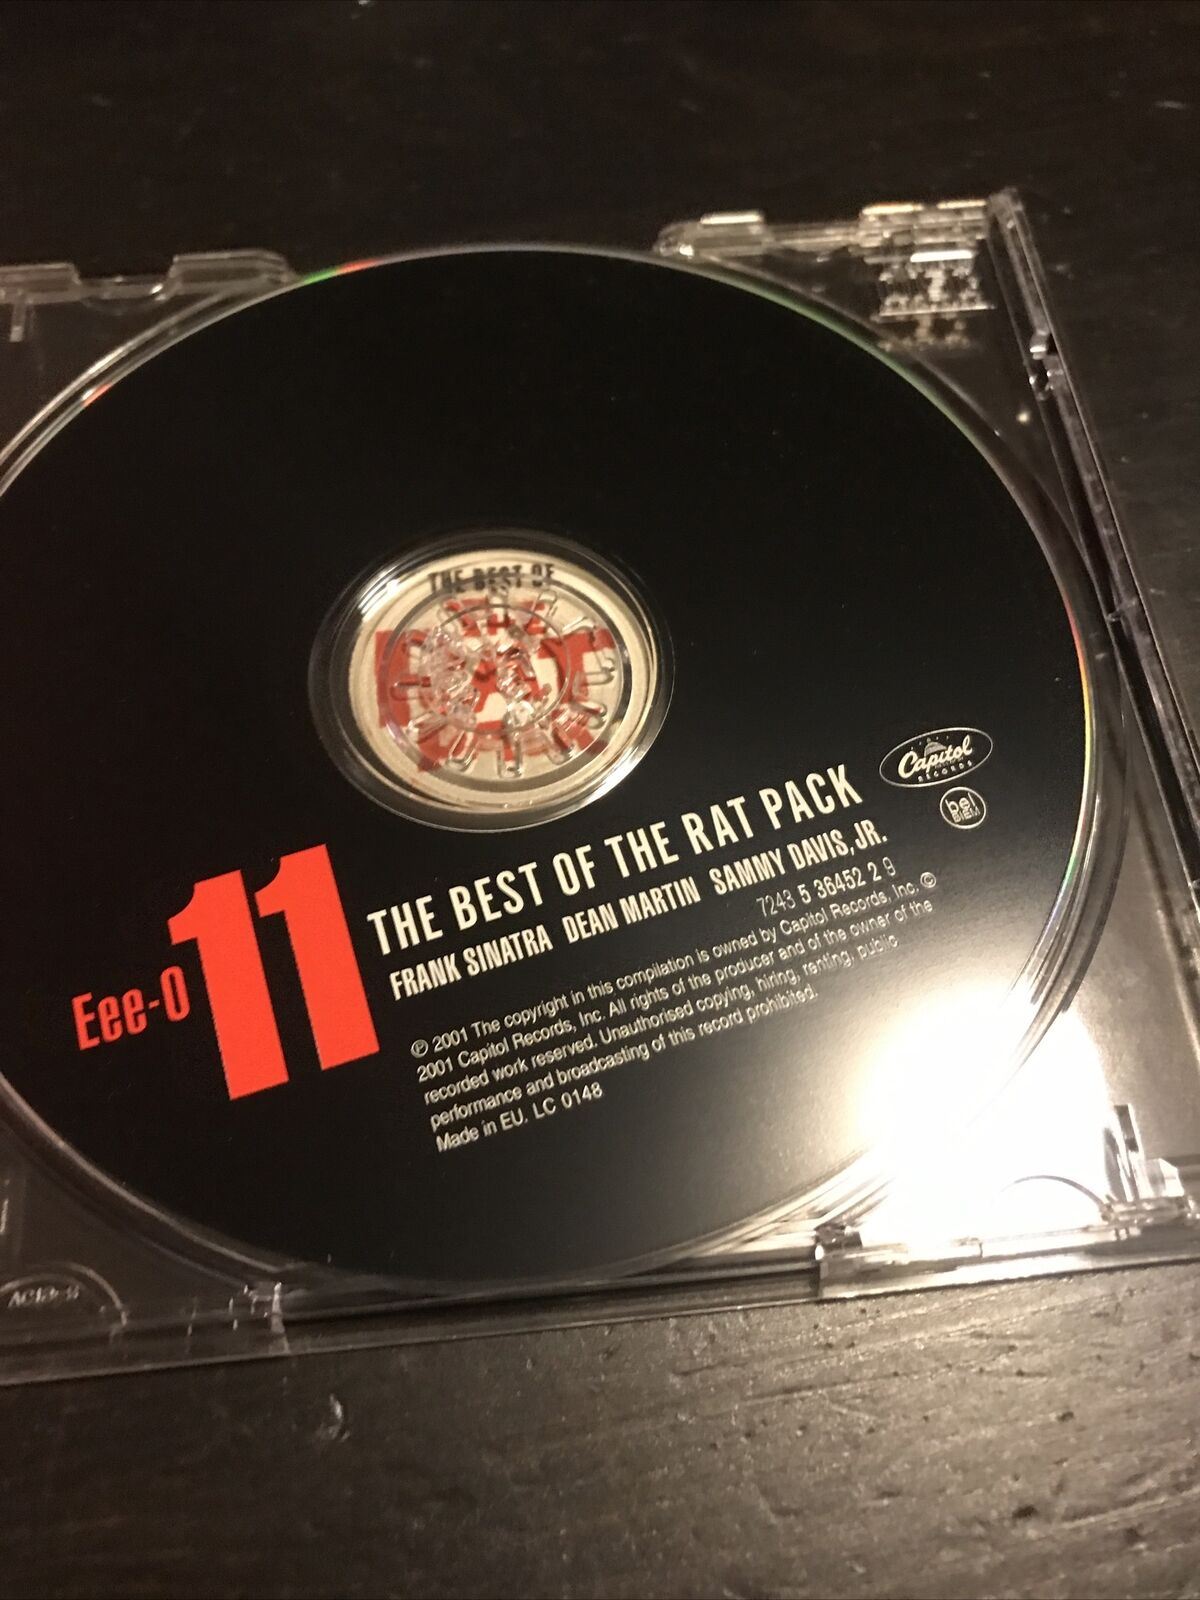 THE BEST OF
Capitol
RECORDS
bel
BIEM
Eee-O 11
THE BEST OF THE RAT PACK
FRANK SINATRA DEAN MARTIN SAMMY DAVIS, JR.
7243 5 36452 2 9
℗ 2001 The copyright in this compilation is owned by Capitol Records, Inc. ©
2001 Capitol Records, Inc. All rights of the producer and of the owner of the
recorded work reserved. Unauthorised copying, hiring, renting, public
performance and broadcasting of this record prohibited.
Made in EU. LC 0148